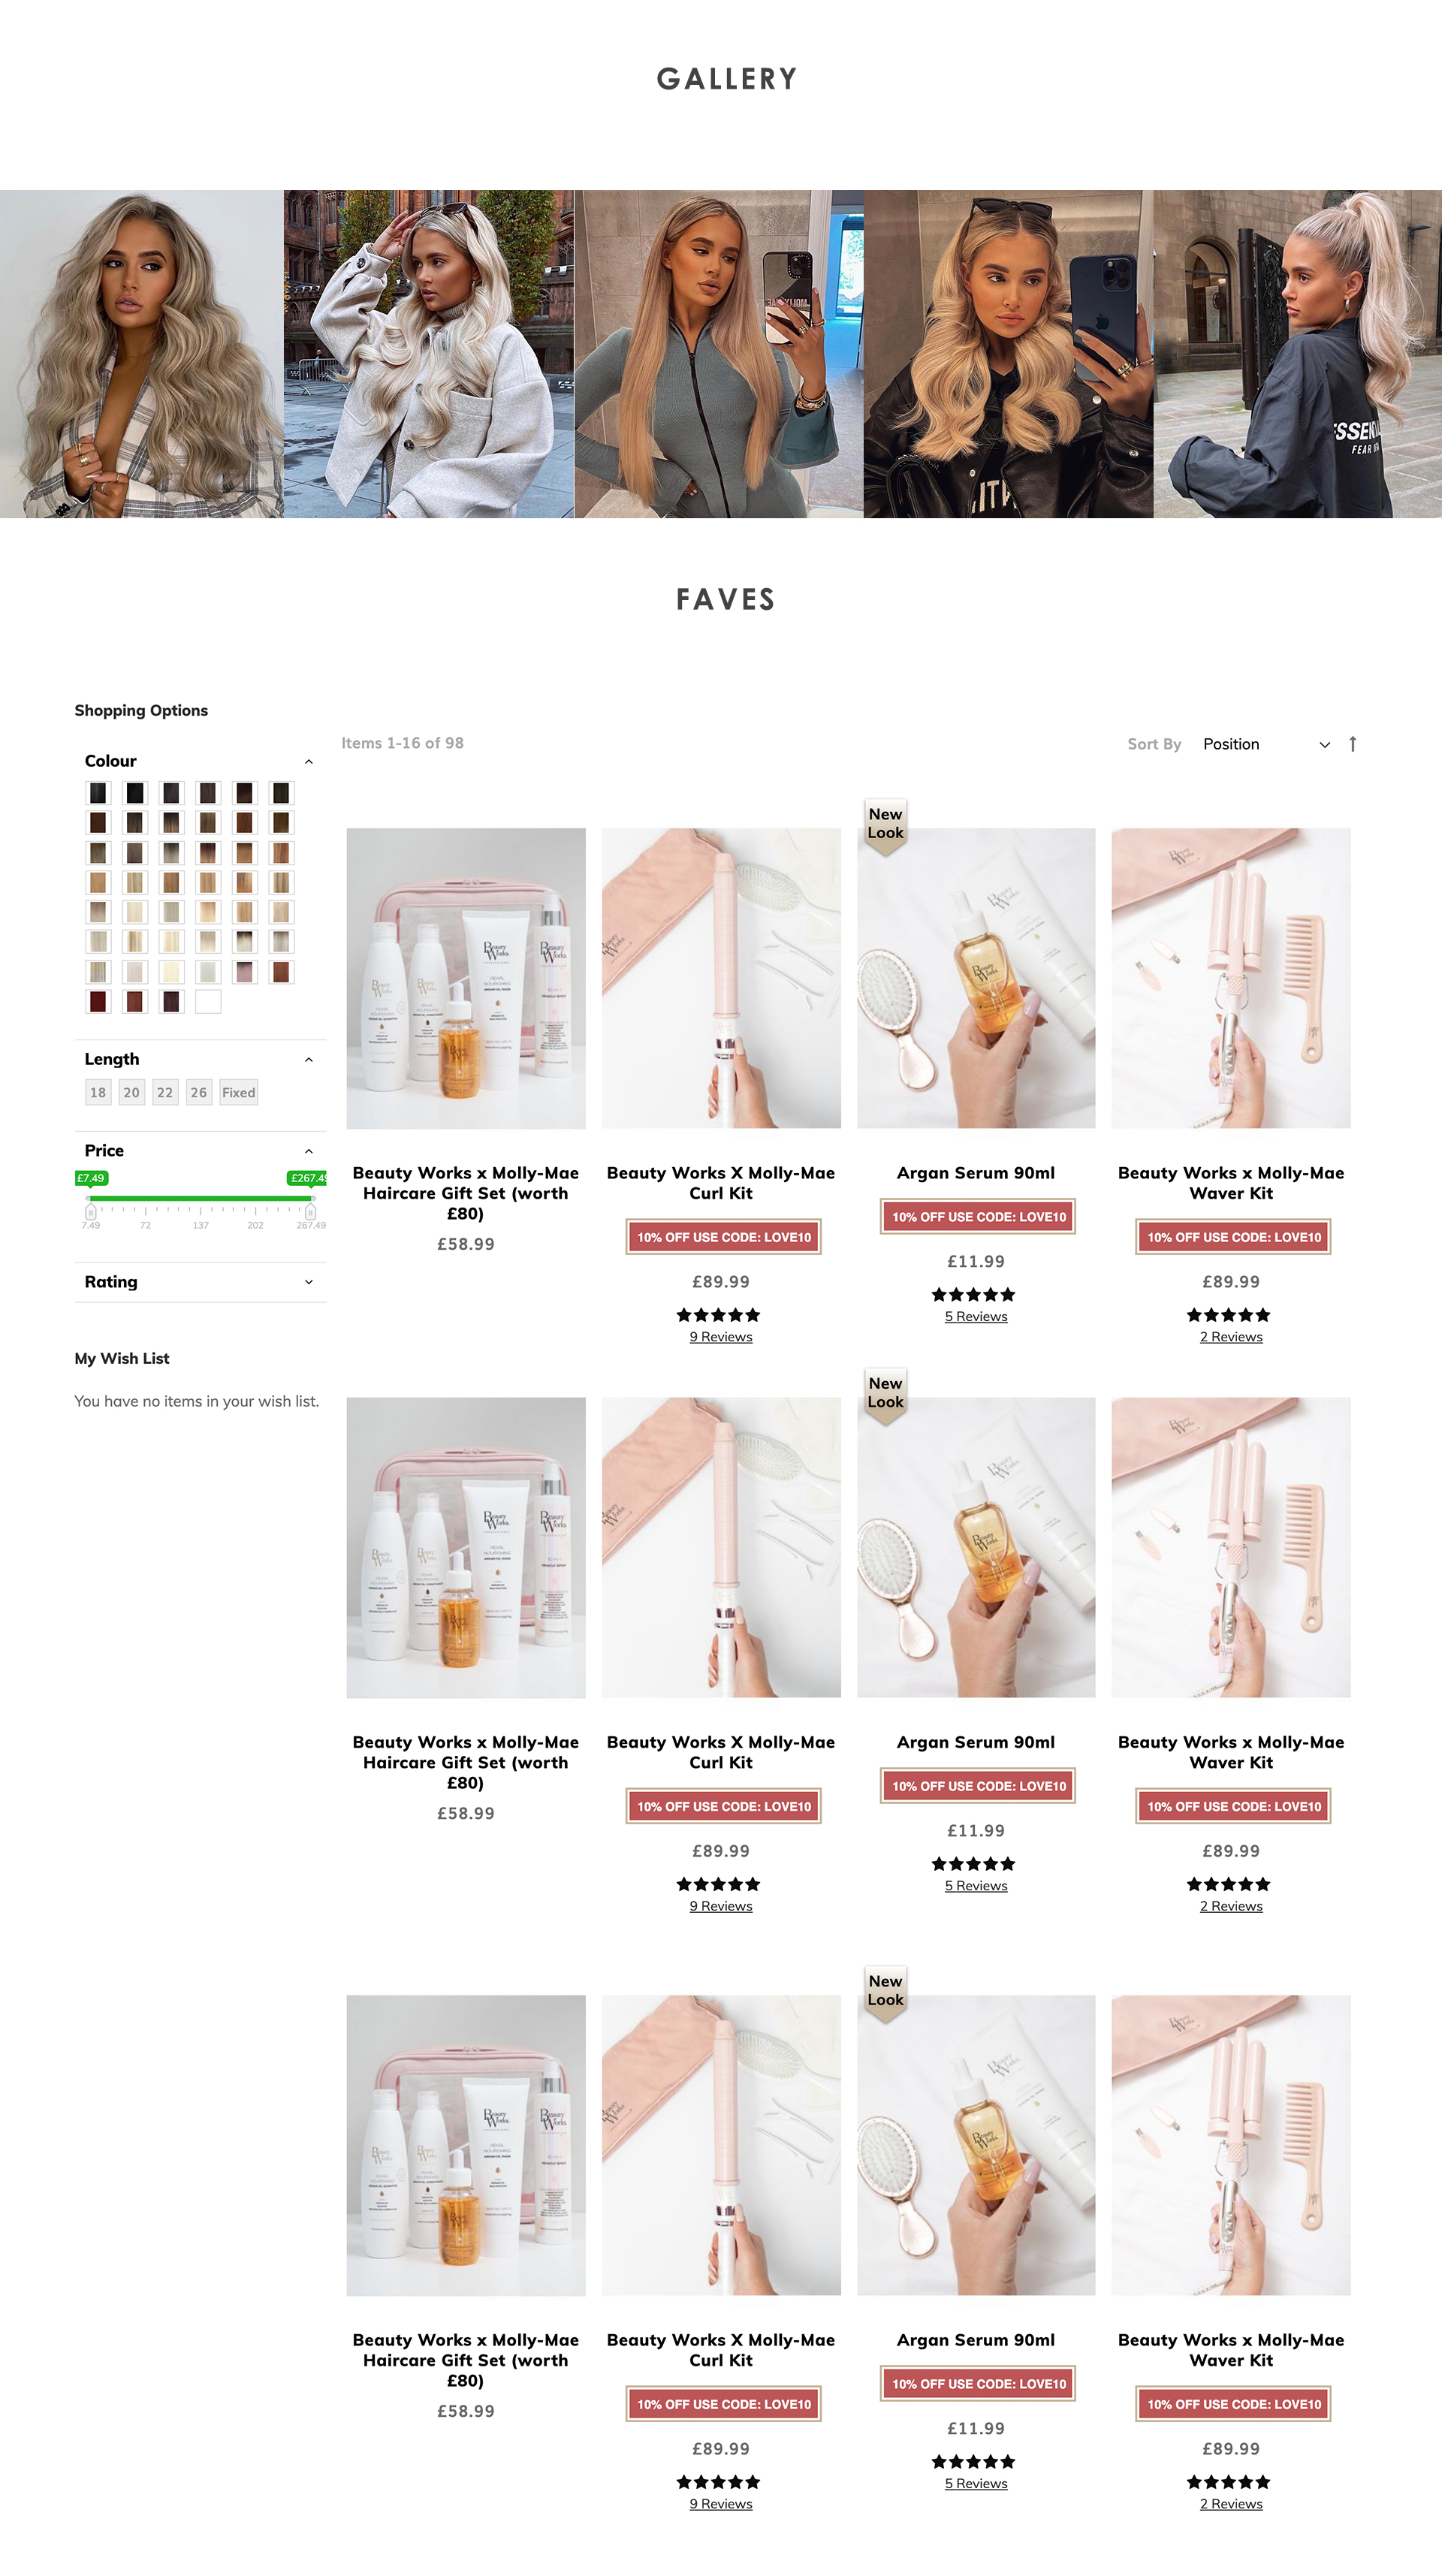 GALLERY
ESSEN
FEAR
FAVES
Shopping Options
Colour
Length
18 20 22 26 Fixed
Price
£7.49 £267.49
7.49 72 137 202 267.49
Rating
My Wish List
You have no items in your wish list.
Items 1-16 of 98
Sort By Position
New
Look
Beauty Works x Molly-Mae
Haircare Gift Set (worth
£80)
£58.99
Beauty Works X Molly-Mae
Curl Kit
10% OFF USE CODE: LOVE10
£89.99
9 Reviews
Argan Serum 90ml
10% OFF USE CODE: LOVE10
£11.99
5 Reviews
Beauty Works x Molly-Mae
Waver Kit
10% OFF USE CODE: LOVE10
£89.99
2 Reviews
New
Look
Beauty Works x Molly-Mae
Haircare Gift Set (worth
£80)
£58.99
Beauty Works X Molly-Mae
Curl Kit
10% OFF USE CODE: LOVE10
£89.99
9 Reviews
Argan Serum 90ml
10% OFF USE CODE: LOVE10
£11.99
5 Reviews
Beauty Works x Molly-Mae
Waver Kit
10% OFF USE CODE: LOVE10
£89.99
2 Reviews
New
Look
Beauty Works x Molly-Mae
Haircare Gift Set (worth
£80)
£58.99
Beauty Works X Molly-Mae
Curl Kit
10% OFF USE CODE: LOVE10
£89.99
9 Reviews
Argan Serum 90ml
10% OFF USE CODE: LOVE10
£11.99
5 Reviews
Beauty Works x Molly-Mae
Waver Kit
10% OFF USE CODE: LOVE10
£89.99
2 Reviews